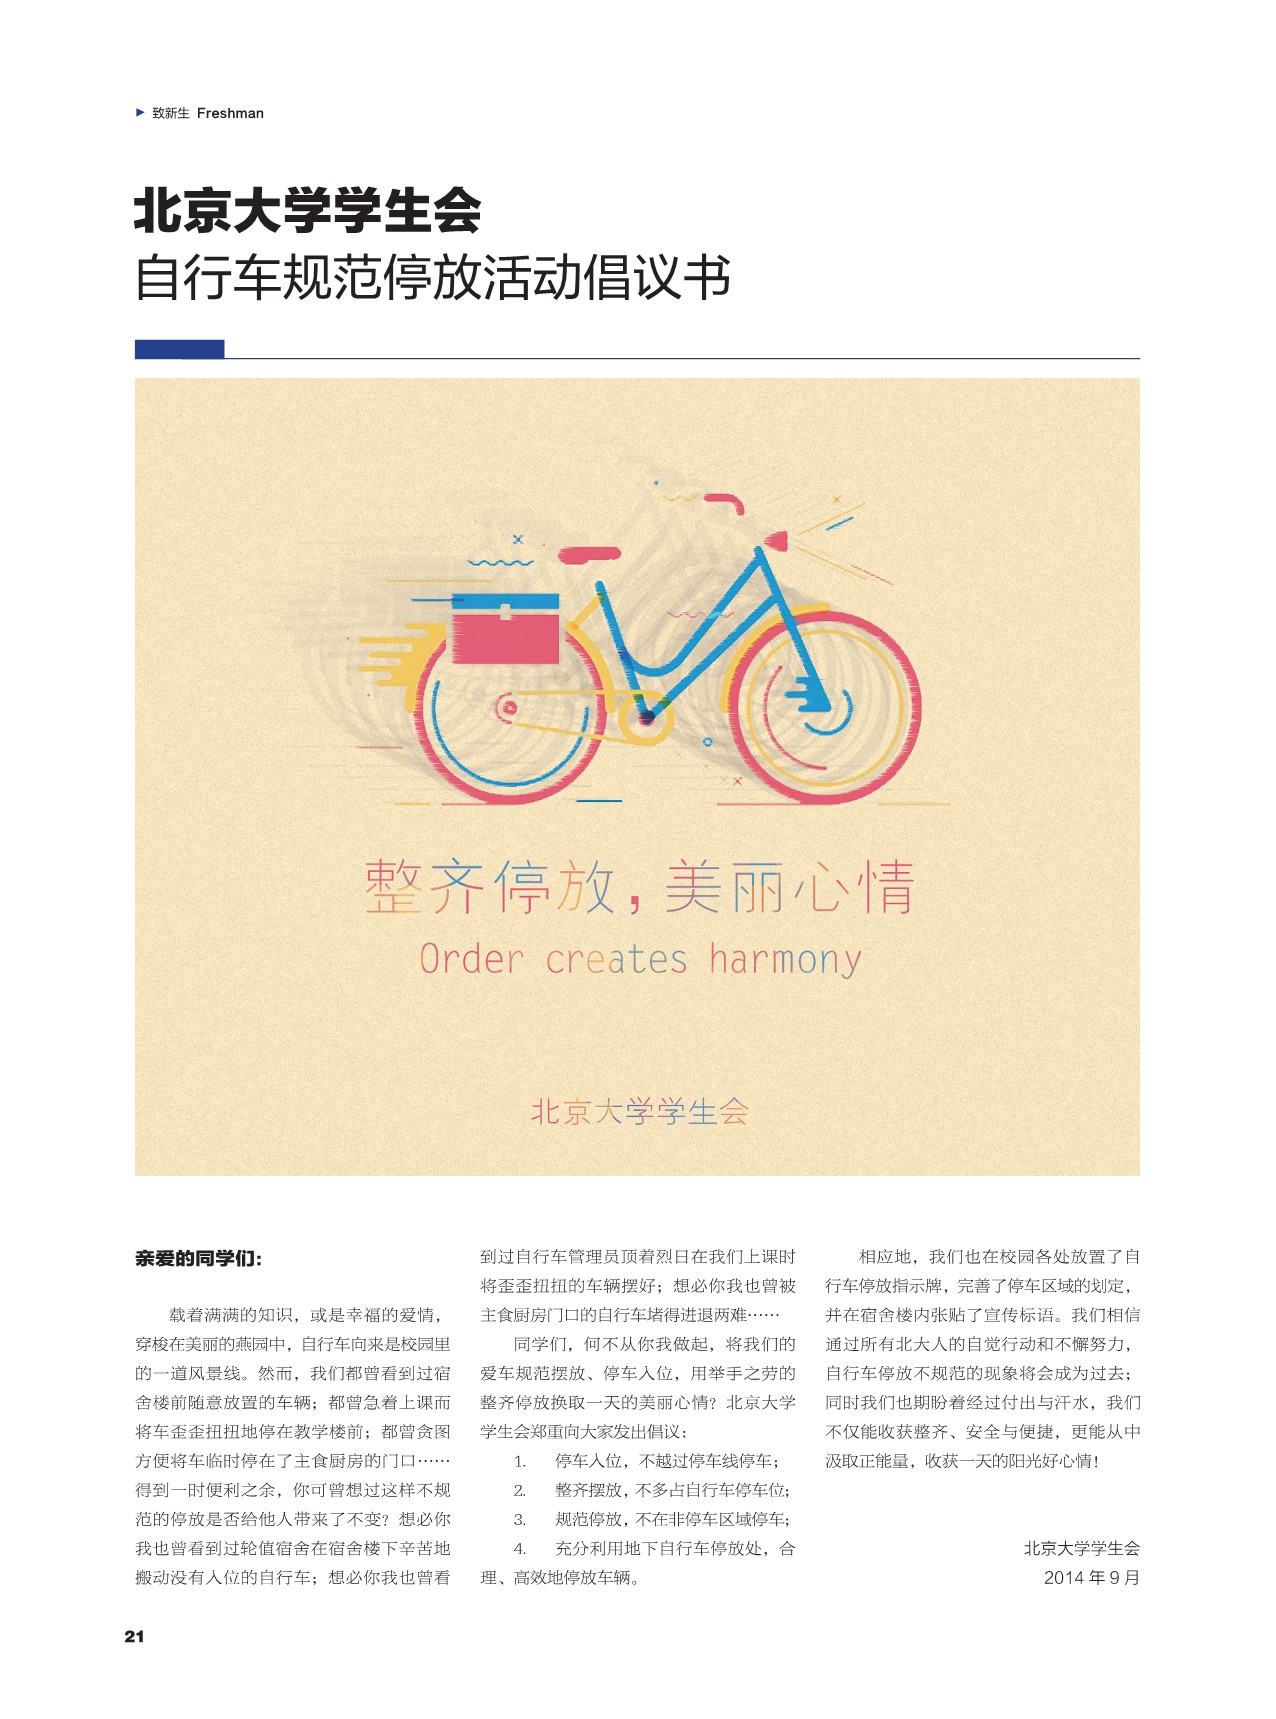 致新生 Freshman
北京大学学生会
自行车规范停放活动倡议书
整齐停放，美丽心情
Order creates harmony
北京大学学生会
亲爱的同学们：
载着满满的知识，或是幸福的爱情，
穿梭在美丽的燕园中，自行车向来是校园里
的一道风景线。然而，我们都曾看到过宿
舍楼前随意放置的车辆；都曾急着上课而
将车歪歪扭扭地停在教学楼前；都曾贪图
方便将车临时停在了主食厨房的门口……
得到一时便利之余，你可曾想过这样不规
范的停放是否给他人带来了不变？想必你
我也曾看到过轮值宿舍在宿舍楼下辛苦地
搬动没有入位的自行车；想必你我也曾看
到过自行车管理员顶着烈日在我们上课时
将歪歪扭扭的车辆摆好；想必你我也曾被
主食厨房门口的自行车堵得进退两难……
同学们，何不从你我做起，将我们的
爱车规范摆放、停车入位，用举手之劳的
整齐停放换取一天的美丽心情？北京大学
学生会郑重向大家发出倡议：
1. 停车入位，不越过停车线停车；
2. 整齐摆放，不多占自行车停车位；
3. 规范停放，不在非停车区域停车；
4. 充分利用地下自行车停放处，合
理、高效地停放车辆。
相应地，我们也在校园各处放置了自
行车停放指示牌，完善了停车区域的划定，
并在宿舍楼内张贴了宣传标语。我们相信
通过所有北大人的自觉行动和不懈努力，
自行车停放不规范的现象将会成为过去；
同时我们也期盼着经过付出与汗水，我们
不仅能收获整齐、安全与便捷，更能从中
汲取正能量，收获一天的阳光好心情！
北京大学学生会
2014 年 9 月
21